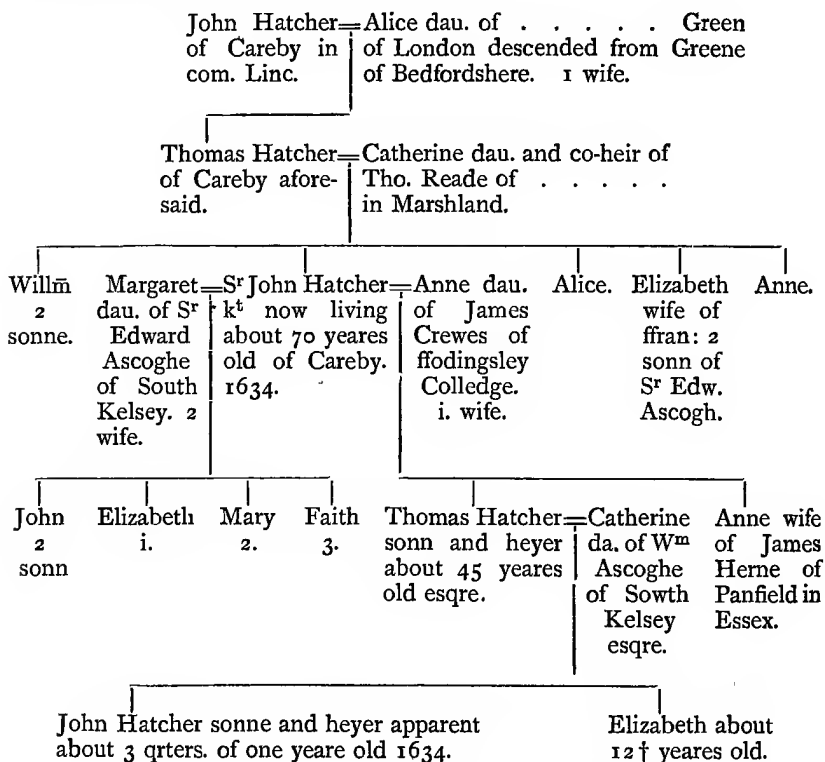 John Hatcher=Alice dau. of . . . . . Green
of Careby in of London descended from Greene
com. Linc. of Bedfordshere. 1 wife.
Thomas Hatcher=Catherine dau. and co-heir of
of Careby afore- Tho. Reade of . . . . .
said. in Marshland.
Willm̄
2
sonne.
Margaret=
dau. of Sʳ
Edward
Ascoghe
of South
Kelsey. 2
wife.
Sʳ John Hatcher=
kᵗ now living
about 70 yeares
old of Careby.
1634.
Anne dau.
of James
Crewes of
ffodingsley
Colledge.
i. wife.
Alice.
Elizabeth
wife of
ffran: 2
sonn of
Sʳ Edw.
Ascogh.
Anne.
John
2
sonn
Elizabeth
i.
Mary
2.
Faith
3.
Thomas Hatcher=
sonn and heyer
about 45 yeares
old esqre.
Catherine
da. of Wᵐ
Ascoghe
of Sowth
Kelsey
esqre.
Anne wife
of James
Herne of
Panfield in
Essex.
John Hatcher sonne and heyer apparent
about 3 qrters. of one yeare old 1634.
Elizabeth about
12† yeares old.